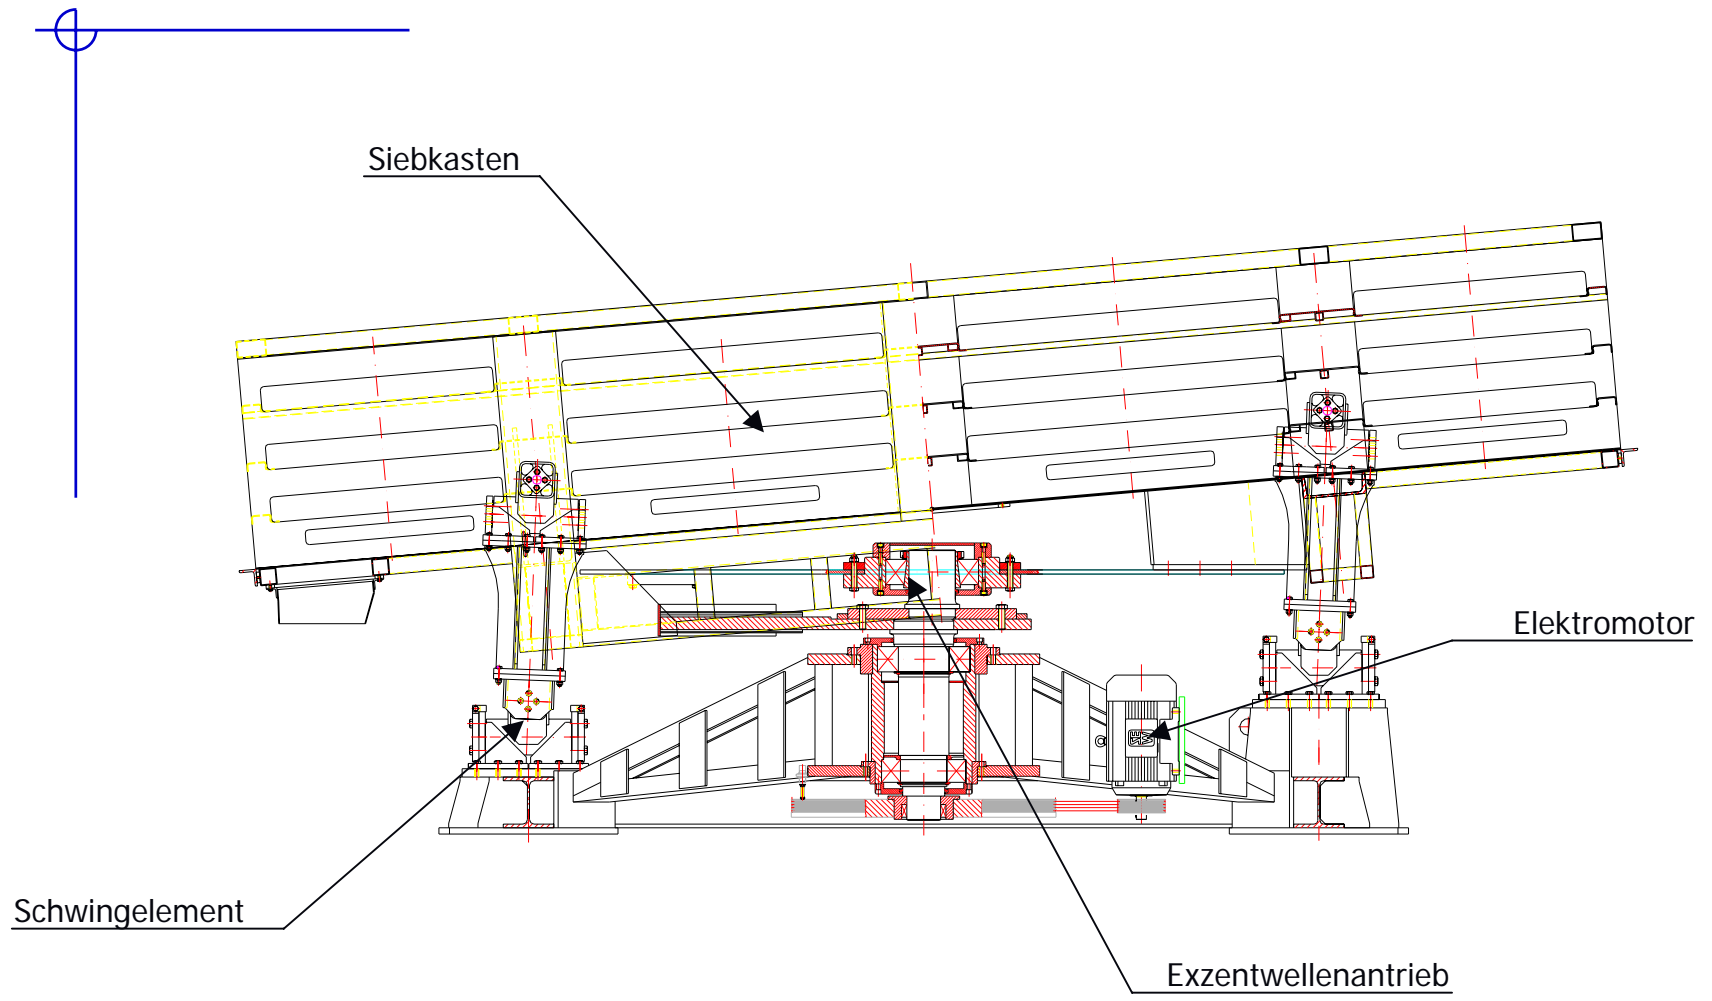 Siebkasten
Elektromotor
Schwingelement
Exzentwellenantrieb